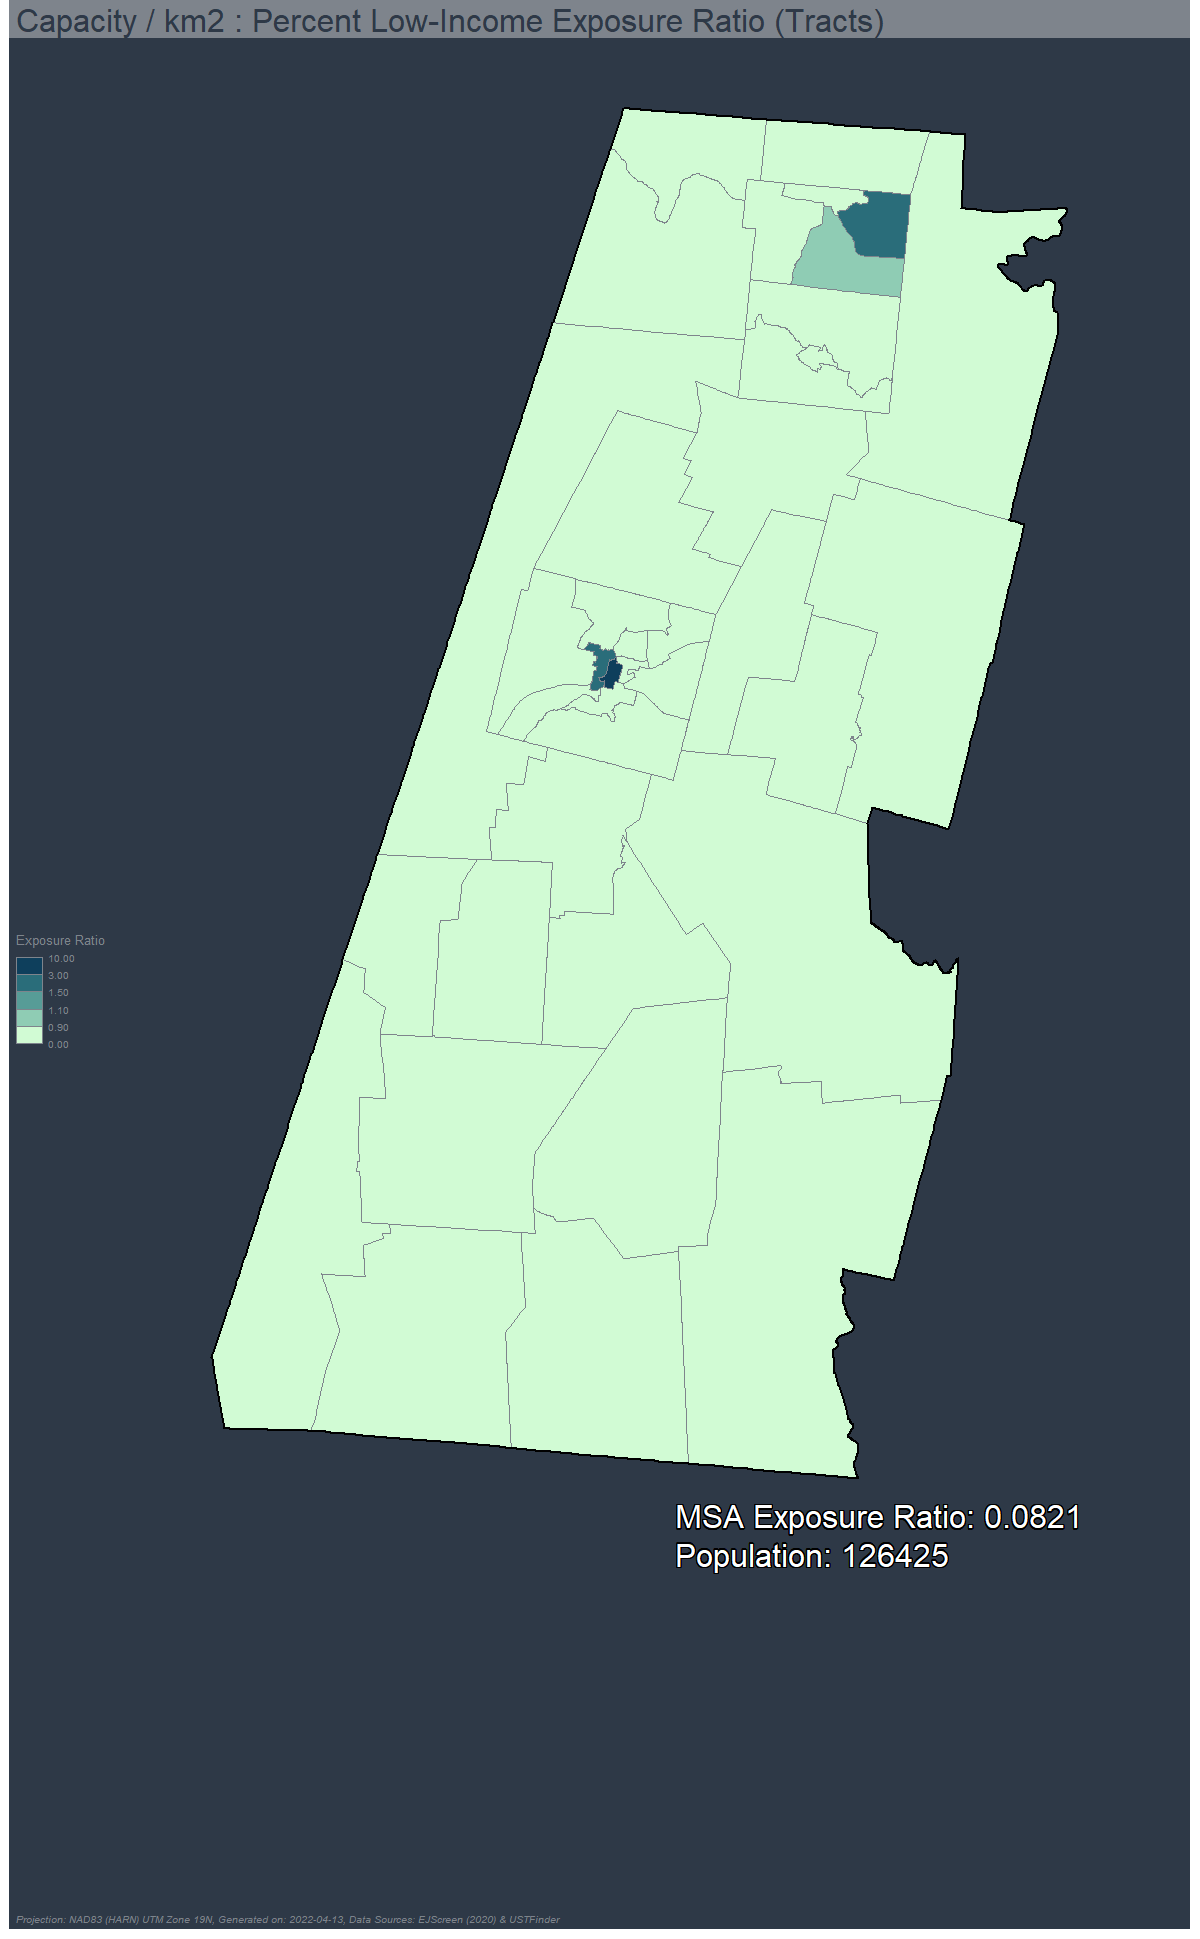 Capacity / km2 : Percent Low-Income Exposure Ratio (Tracts)
Exposure Ratio
10.00
3.00
1.50
1.10
0.90
0.00
MSA Exposure Ratio: 0.0821
Population: 126425
Projection: NAD83 (HARN) UTM Zone 19N, Generated on: 2022-04-13, Data Sources: EJScreen (2020) & USTFinder